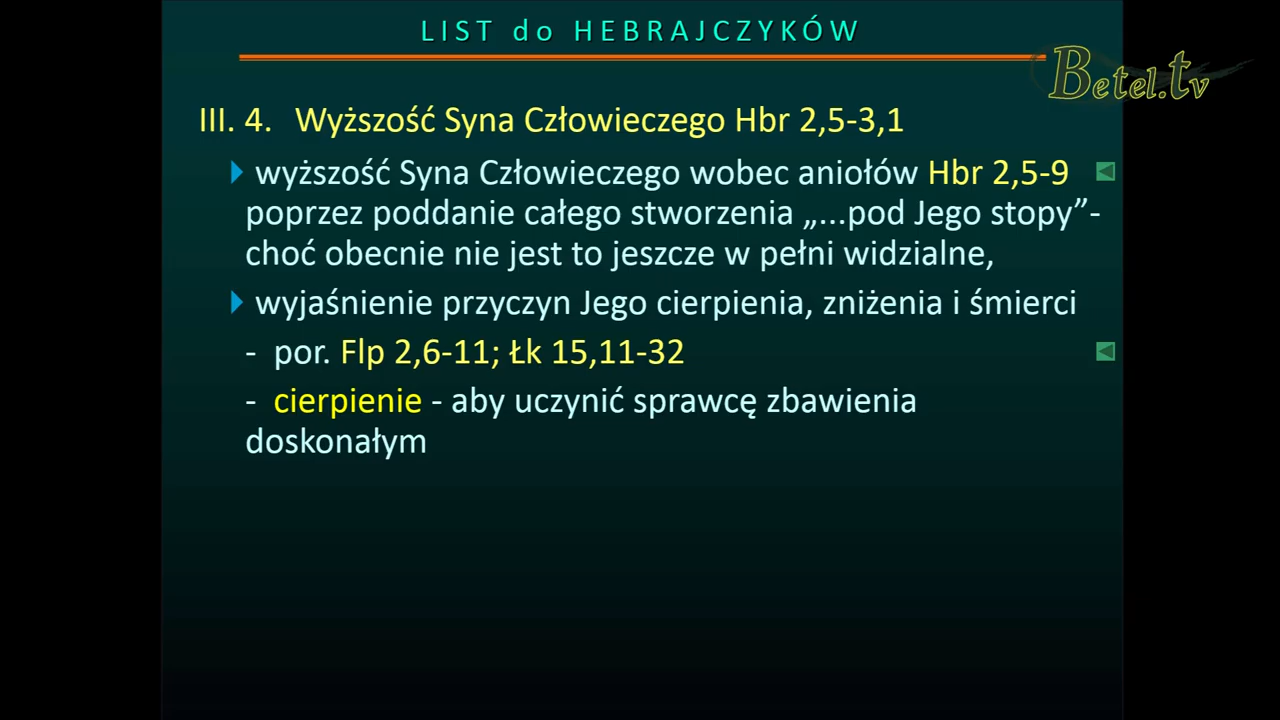 LIST do HEBRAJCZYKÓW
Betel.tv
III. 4. Wyższość Syna Człowieczego Hbr 2,5-3,1
wyższość Syna Człowieczego wobec aniołów Hbr 2,5-9
poprzez poddanie całego stworzenia „...pod Jego stopy”-
choć obecnie nie jest to jeszcze w pełni widzialne,
wyjaśnienie przyczyn Jego cierpienia, zniżenia i śmierci
- por. Flp 2,6-11; Łk 15,11-32
- cierpienie - aby uczynić sprawcę zbawienia
doskonałym